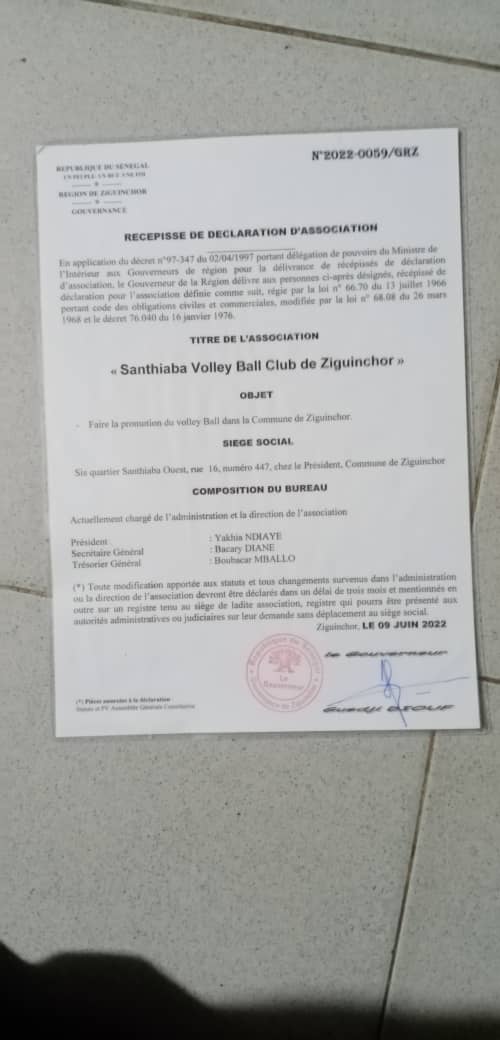 REPUBLIQUE DU SENEGAL
UN PEUPLE-UN BUT-UNE FOI
REGION DE ZIGUINCHOR
GOUVERNANCE
N°2022-0059/GRZ
RECEPISSE DE DECLARATION D'ASSOCIATION
En application du décret n°97-347 du 02/04/1997 portant délégation de pouvoirs du Ministre de
l'Intérieur aux Gouverneurs de région pour la délivrance de récépissés de déclaration
d'association, le Gouverneur de la Région délivre aux personnes ci-après désignés, récépissé de
déclaration pour l'association définie comme suit, régie par la loi n° 66.70 du 13 juillet 1966
portant code des obligations civiles et commerciales, modifiée par la loi n° 68.08 du 26 mars
1968 et le décret 76.040 du 16 janvier 1976.
TITRE DE L'ASSOCIATION
« Santhiaba Volley Ball Club de Ziguinchor »
OBJET
- Faire la promotion du volley Ball dans la Commune de Ziguinchor.
SIEGE SOCIAL
Sis quartier Santhiaba Ouest, rue 16, numéro 447, chez le Président, Commune de Ziguinchor
COMPOSITION DU BUREAU
Actuellement chargé de l'administration et la direction de l'association
Président : Yakhia NDIAYE
Secrétaire Général : Bacary DIANE
Trésorier Général : Boubacar MBALLO
(*) Toute modification apportée aux statuts et tous changements survenus dans l'administration
ou la direction de l'association devront être déclarés dans un délai de trois mois et mentionnés en
outre sur un registre tenu au siège de ladite association, registre qui pourra être présenté aux
autorités administratives ou judiciaires sur leur demande sans déplacement au siège social.
Ziguinchor, LE 09 JUIN 2022
Le Gouverneur
République du Sénégal
Le
Gouverneur
Gouvernance de Ziguinchor
Guedji DIOUF
(*) Pièces annexées à la déclaration :
Statuts et PV Assemblée Générale Constitutive